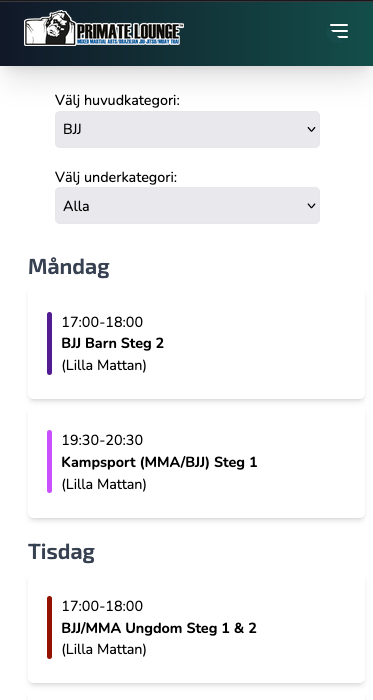 PRIMATE LOUNGE™
MIXED MARTIAL ARTS/BRAZILIAN JIU-JITSU/MUAY THAI
Välj huvudkategori:
BJJ
Välj underkategori:
Alla
Måndag
17:00-18:00
BJJ Barn Steg 2
(Lilla Mattan)
19:30-20:30
Kampsport (MMA/BJJ) Steg 1
(Lilla Mattan)
Tisdag
17:00-18:00
BJJ/MMA Ungdom Steg 1 & 2
(Lilla Mattan)